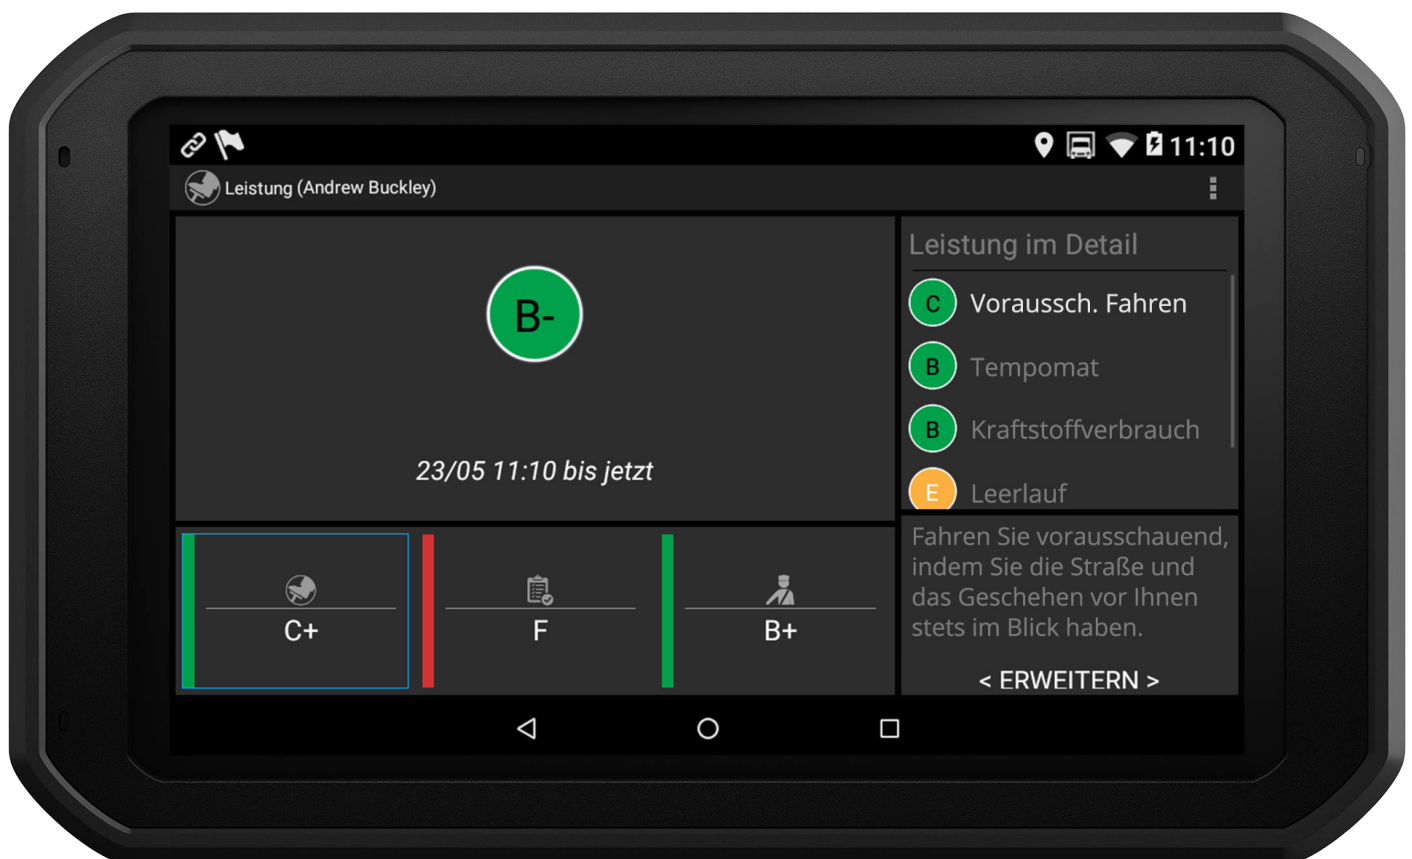 11:10
Leistung (Andrew Buckley)
B-
23/05 11:10 bis jetzt
C+
F
B+
Leistung im Detail
C Voraussch. Fahren
B Tempomat
B Kraftstoffverbrauch
E Leerlauf
Fahren Sie vorausschauend,
indem Sie die Straße und
das Geschehen vor Ihnen
stets im Blick haben.
< ERWEITERN >